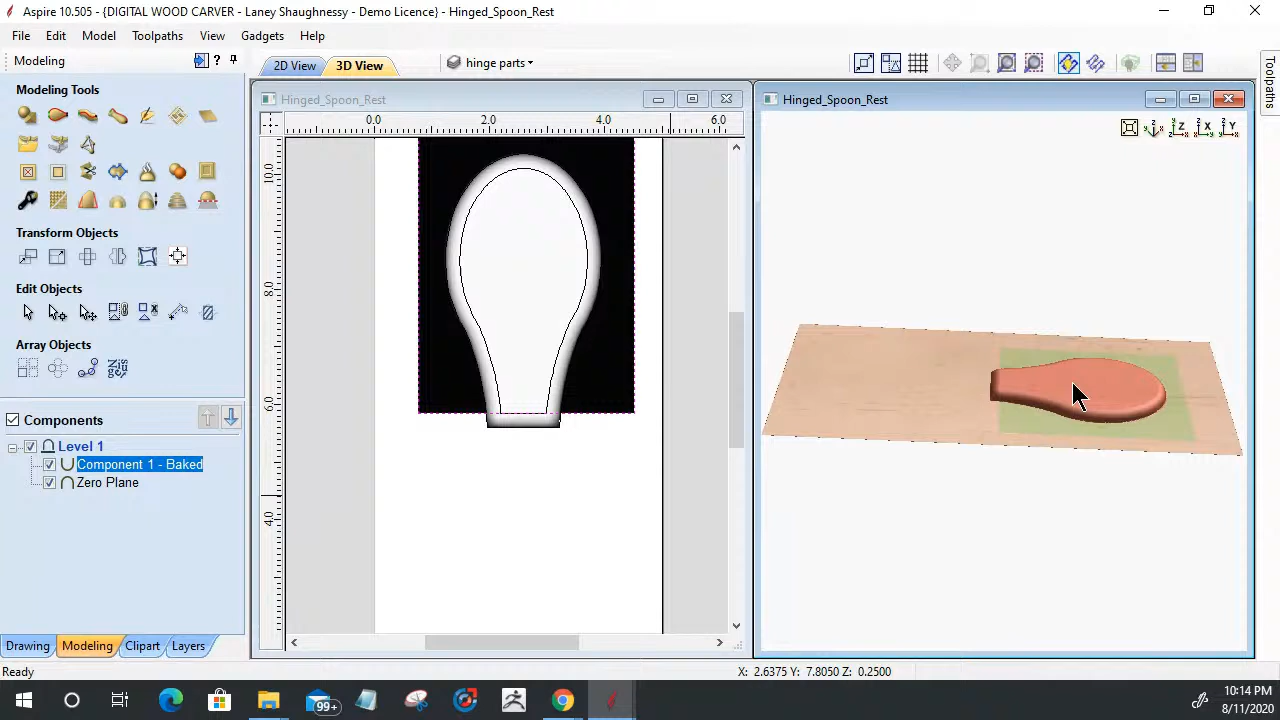 Aspire 10.505 - {DIGITAL WOOD CARVER - Laney Shaughnessy - Demo Licence} - Hinged_Spoon_Rest
File Edit Model Toolpaths View Gadgets Help
Modeling ?
2D View 3D View hinge parts
Toolpaths
Hinged_Spoon_Rest
Hinged_Spoon_Rest
Modeling Tools
0.0 2.0 4.0 6.0
Z X Y
10.0
8.0
6.0
4.0
Transform Objects
Edit Objects
Array Objects
Components
Level 1
Component 1 - Baked
Zero Plane
Drawing Modeling Clipart Layers
Ready X: 2.6375 Y: 7.8050 Z: 0.2500
99+
10:14 PM
8/11/2020